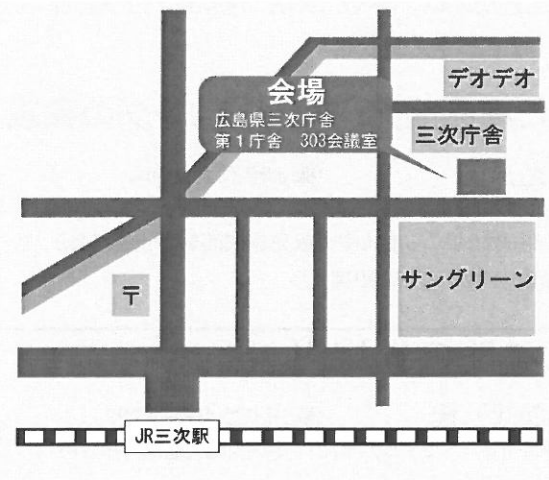 デオデオ
会場
広島県三次庁舎
第1庁舎 303会議室
三次庁舎
サングリーン
〒
JR三次駅